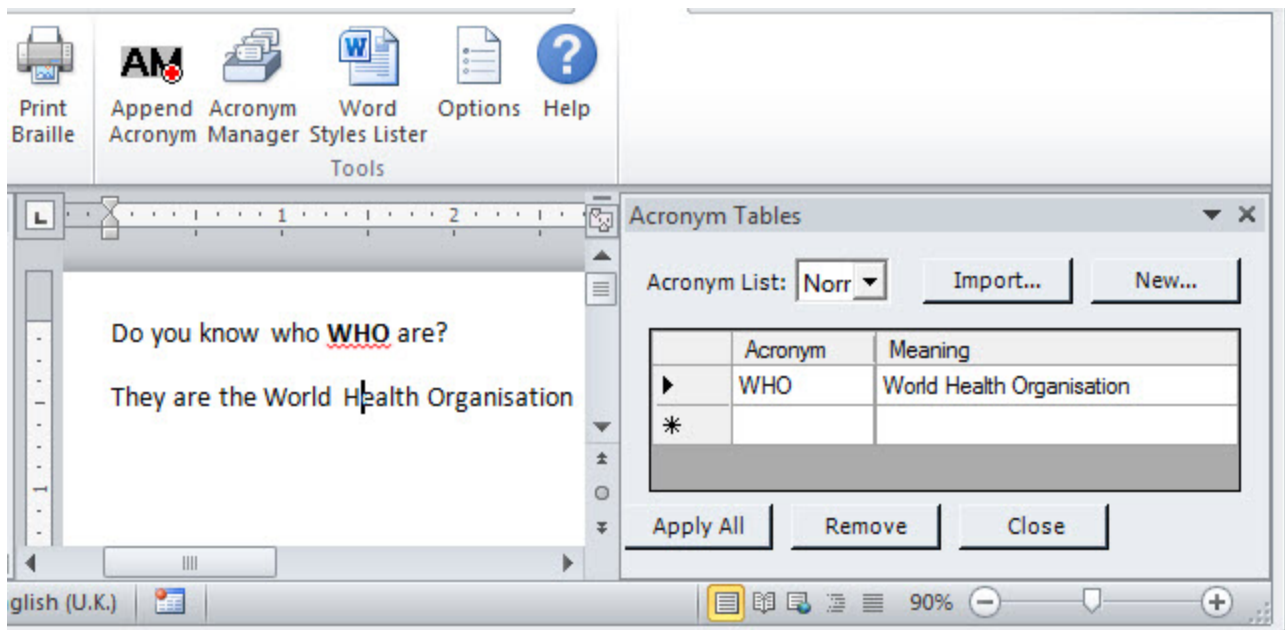 Print Braille
Append Acronym
Acronym Manager
Word Styles Lister
Options
Help
Tools
L
1
2
Do you know who WHO are?
They are the World Health Organisation
1
Acronym Tables
Acronym List:
Norr
Import...
New...
Acronym Meaning
WHO World Health Organisation
Apply All
Remove
Close
glish (U.K.)
90%